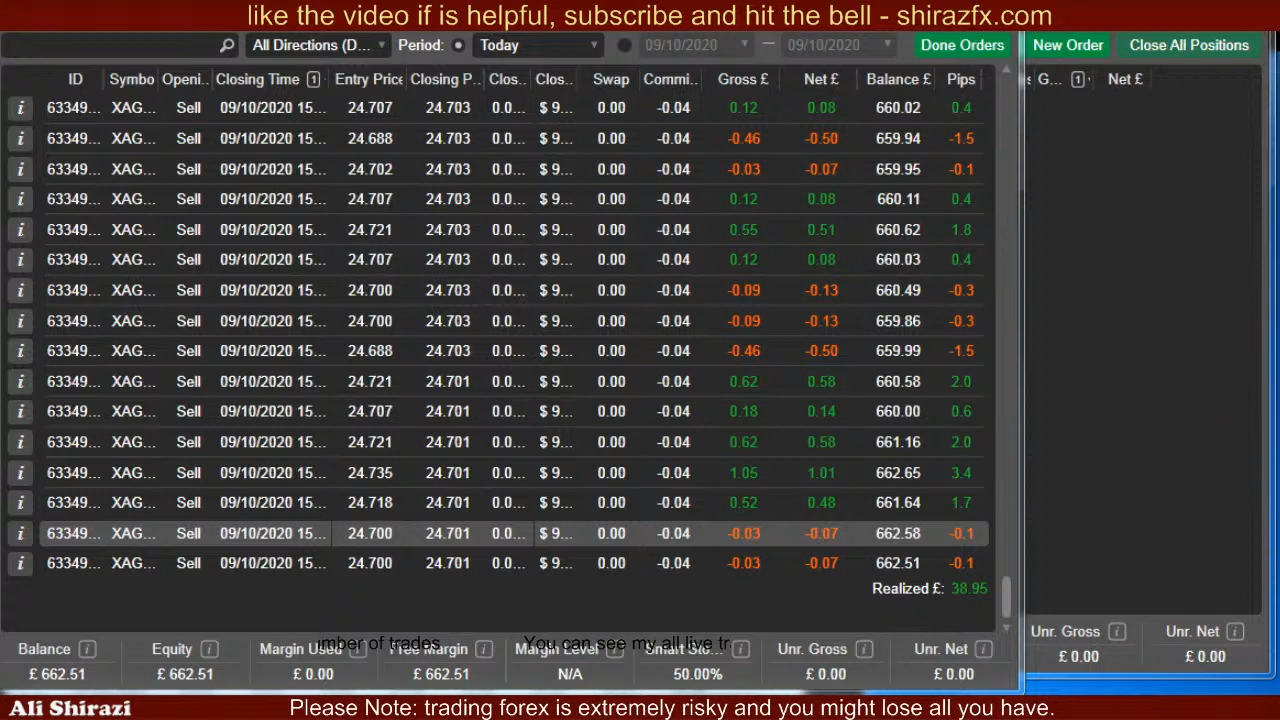 like the video if is helpful, subscribe and hit the bell - shirazfx.com
All Directions (D... Period: Today 09/10/2020 — 09/10/2020 Done Orders New Order Close All Positions
ID Symbo Openi.. Closing Time 1 Entry Price Closing P.. Clos.. Clos.. Swap Commi... Gross £ Net £ Balance £ Pips G... 1 Net £
63349... XAG... Sell 09/10/2020 15... 24.707 24.703 0.0... $ 9... 0.00 -0.04 0.12 0.08 660.02 0.4
63349... XAG... Sell 09/10/2020 15... 24.688 24.703 0.0... $ 9... 0.00 -0.04 -0.46 -0.50 659.94 -1.5
63349... XAG... Sell 09/10/2020 15... 24.702 24.703 0.0... $ 9... 0.00 -0.04 -0.03 -0.07 659.95 -0.1
63349... XAG... Sell 09/10/2020 15... 24.707 24.703 0.0... $ 9... 0.00 -0.04 0.12 0.08 660.11 0.4
63349... XAG... Sell 09/10/2020 15... 24.721 24.703 0.0... $ 9... 0.00 -0.04 0.55 0.51 660.62 1.8
63349... XAG... Sell 09/10/2020 15... 24.707 24.703 0.0... $ 9... 0.00 -0.04 0.12 0.08 660.03 0.4
63349... XAG... Sell 09/10/2020 15... 24.700 24.703 0.0... $ 9... 0.00 -0.04 -0.09 -0.13 660.49 -0.3
63349... XAG... Sell 09/10/2020 15... 24.700 24.703 0.0... $ 9... 0.00 -0.04 -0.09 -0.13 659.86 -0.3
63349... XAG... Sell 09/10/2020 15... 24.688 24.703 0.0... $ 9... 0.00 -0.04 -0.46 -0.50 659.99 -1.5
63349... XAG... Sell 09/10/2020 15... 24.721 24.701 0.0... $ 9... 0.00 -0.04 0.62 0.58 660.58 2.0
63349... XAG... Sell 09/10/2020 15... 24.707 24.701 0.0... $ 9... 0.00 -0.04 0.18 0.14 660.00 0.6
63349... XAG... Sell 09/10/2020 15... 24.721 24.701 0.0... $ 9... 0.00 -0.04 0.62 0.58 661.16 2.0
63349... XAG... Sell 09/10/2020 15... 24.735 24.701 0.0... $ 9... 0.00 -0.04 1.05 1.01 662.65 3.4
63349... XAG... Sell 09/10/2020 15... 24.718 24.701 0.0... $ 9... 0.00 -0.04 0.52 0.48 661.64 1.7
63349... XAG... Sell 09/10/2020 15... 24.700 24.701 0.0... $ 9... 0.00 -0.04 -0.03 -0.07 662.58 -0.1
63349... XAG... Sell 09/10/2020 15... 24.700 24.701 0.0... $ 9... 0.00 -0.04 -0.03 -0.07 662.51 -0.1
Realized £: 38.95
umber of trades You can see my all live tr
Balance Equity Margin Used Free Margin Margin Level Unr. Gross Unr. Net Unr. Gross Unr. Net
£ 662.51 £ 662.51 £ 0.00 £ 662.51 N/A 50.00% £ 0.00 £ 0.00 £ 0.00 £ 0.00
Ali Shirazi Please Note: trading forex is extremely risky and you might lose all you have.